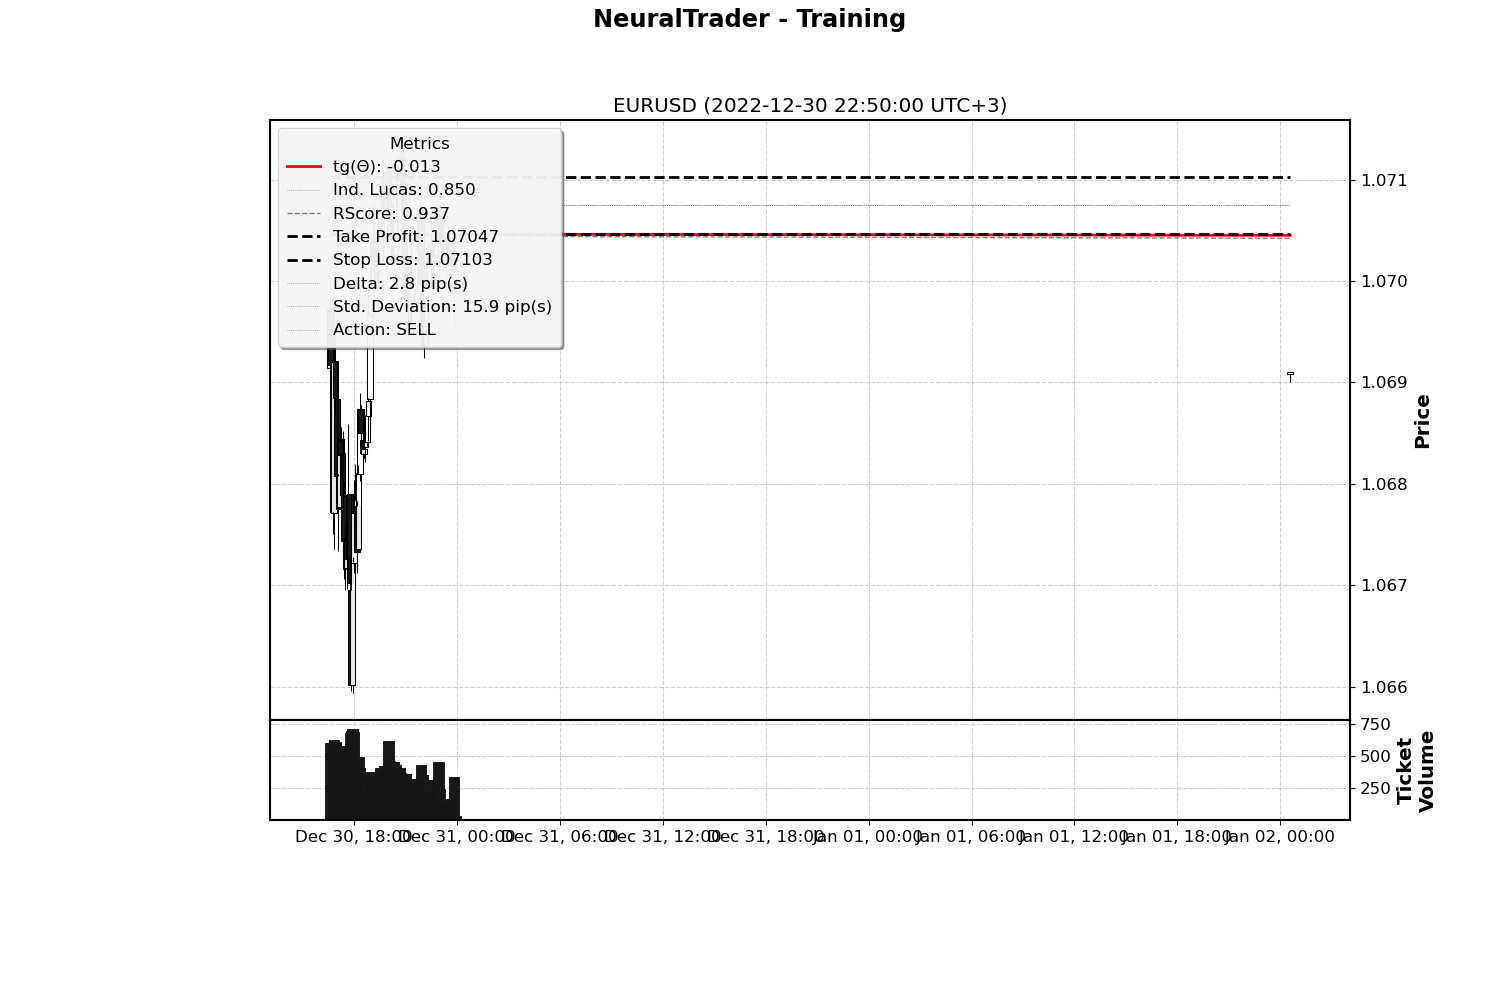 NeuralTrader - Training
EURUSD (2022-12-30 22:50:00 UTC+3)
Metrics
tg(Θ): -0.013
Ind. Lucas: 0.850
RScore: 0.937
Take Profit: 1.07047
Stop Loss: 1.07103
Delta: 2.8 pip(s)
Std. Deviation: 15.9 pip(s)
Action: SELL
1.071
1.070
1.069
1.068
1.067
1.066
Price
750
500
250
Ticket
Volume
Dec 30, 18:00
Dec 31, 00:00
Dec 31, 06:00
Dec 31, 12:00
Dec 31, 18:00
Jan 01, 00:00
Jan 01, 06:00
Jan 01, 12:00
Jan 01, 18:00
Jan 02, 00:00